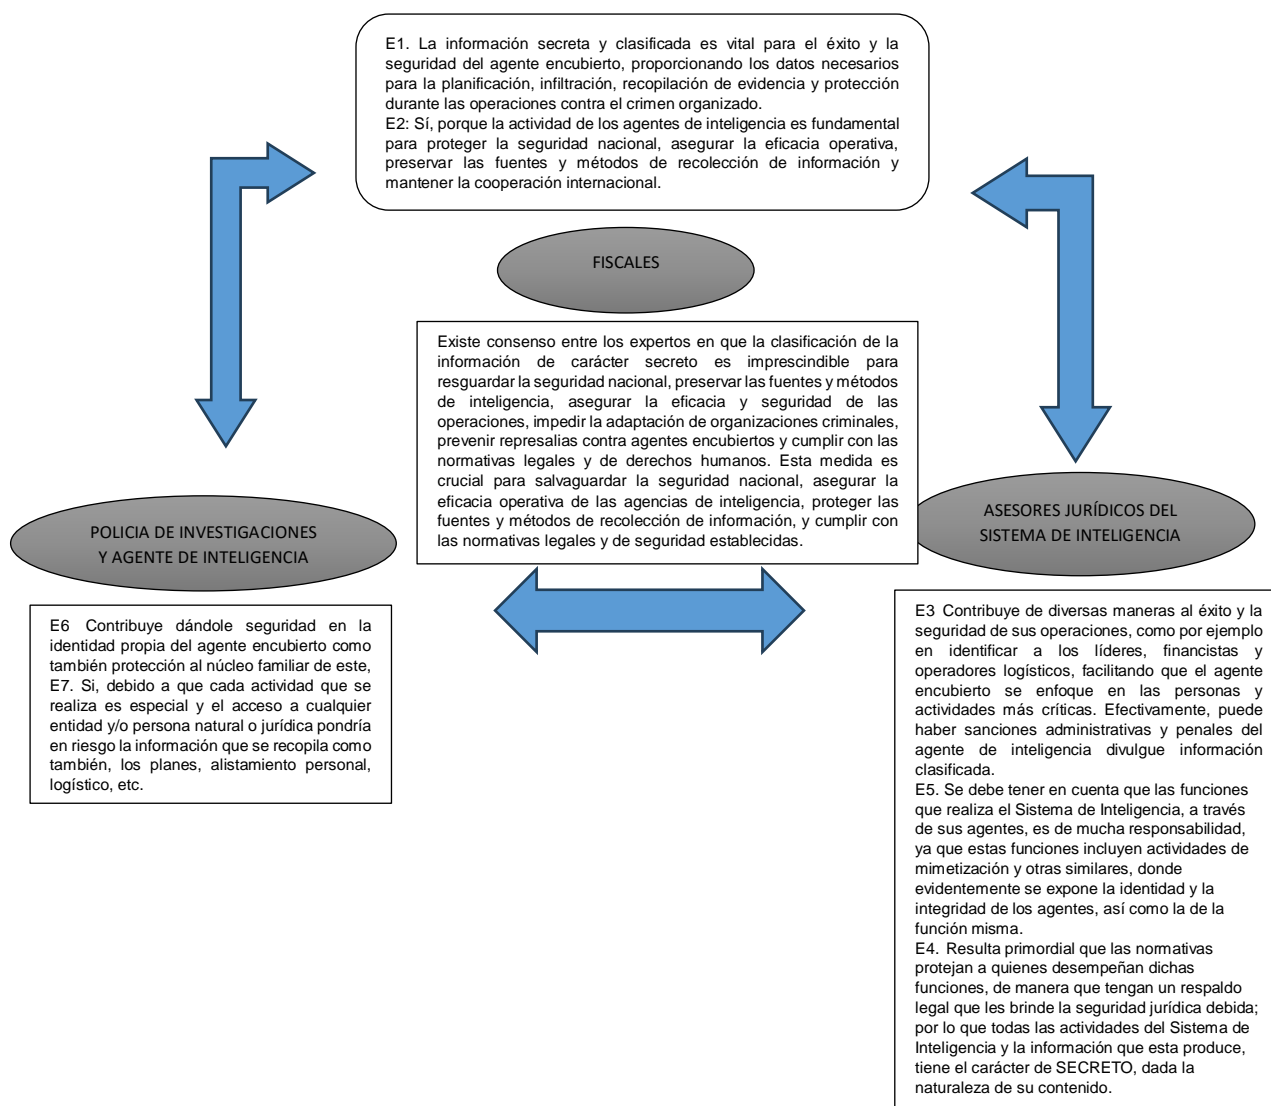 E1. La información secreta y clasificada es vital para el éxito y la
seguridad del agente encubierto, proporcionando los datos necesarios
para la planificación, infiltración, recopilación de evidencia y protección
durante las operaciones contra el crimen organizado.
E2: Sí, porque la actividad de los agentes de inteligencia es fundamental
para proteger la seguridad nacional, asegurar la eficacia operativa,
preservar las fuentes y métodos de recolección de información y
mantener la cooperación internacional.
FISCALES
Existe consenso entre los expertos en que la clasificación de la
información de carácter secreto es imprescindible para
resguardar la seguridad nacional, preservar las fuentes y métodos
de inteligencia, asegurar la eficacia y seguridad de las
operaciones, impedir la adaptación de organizaciones criminales,
prevenir represalias contra agentes encubiertos y cumplir con las
normativas legales y de derechos humanos. Esta medida es
crucial para salvaguardar la seguridad nacional, asegurar la
eficacia operativa de las agencias de inteligencia, proteger las
fuentes y métodos de recolección de información, y cumplir con
las normativas legales y de seguridad establecidas.
POLICIA DE INVESTIGACIONES
Y AGENTE DE INTELIGENCIA
E6 Contribuye dándole seguridad en la
identidad propia del agente encubierto como
también protección al núcleo familiar de este,
E7. Si, debido a que cada actividad que se
realiza es especial y el acceso a cualquier
entidad y/o persona natural o jurídica pondría
en riesgo la información que se recopila como
también, los planes, alistamiento personal,
logístico, etc.
ASESORES JURÍDICOS DEL
SISTEMA DE INTELIGENCIA
E3 Contribuye de diversas maneras al éxito y la
seguridad de sus operaciones, como por ejemplo
en identificar a los líderes, financistas y
operadores logísticos, facilitando que el agente
encubierto se enfoque en las personas y
actividades más críticas. Efectivamente, puede
haber sanciones administrativas y penales del
agente de inteligencia divulgue información
clasificada.
E5. Se debe tener en cuenta que las funciones
que realiza el Sistema de Inteligencia, a través
de sus agentes, es de mucha responsabilidad,
ya que estas funciones incluyen actividades de
mimetización y otras similares, donde
evidentemente se expone la identidad y la
integridad de los agentes, así como la de la
función misma.
E4. Resulta primordial que las normativas
protejan a quienes desempeñan dichas
funciones, de manera que tengan un respaldo
legal que les brinde la seguridad jurídica debida;
por lo que todas las actividades del Sistema de
Inteligencia y la información que esta produce,
tiene el carácter de SECRETO, dada la
naturaleza de su contenido.